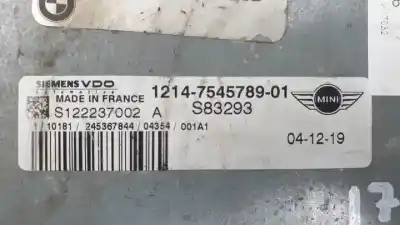 SIEMENS VDO
MADE IN FRANCE
1214-7545789-01
MINI
S122237002 A
S83293
04-12-19
1/10181/ 245367844 /04354/ 001A1
17